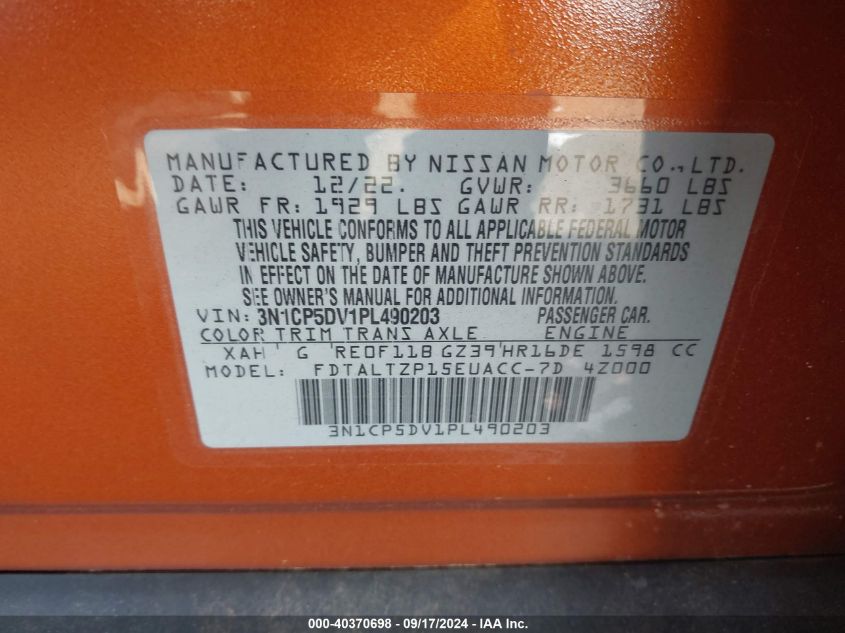 MANUFACTURED BY NISSAN MOTOR CO., LTD.
DATE: 12/22. GVWR: 3660 LBS
GAWR FR: 1929 LBS GAWR RR: 1731 LBS
THIS VEHICLE CONFORMS TO ALL APPLICABLE FEDERAL MOTOR
VEHICLE SAFETY, BUMPER AND THEFT PREVENTION STANDARDS
IN EFFECT ON THE DATE OF MANUFACTURE SHOWN ABOVE.
SEE OWNER'S MANUAL FOR ADDITIONAL INFORMATION.
VIN: 3N1CP5DV1PL490203 PASSENGER CAR.
COLOR TRIM TRANS AXLE ENGINE
XAH' G 'RE0F11B GZ39'HR16DE 1598 CC
MODEL: FDTALTZP15EUACC-7D 4Z000
3N1CP5DV1PL490203
000-40370698 - 09/17/2024 - IAA Inc.